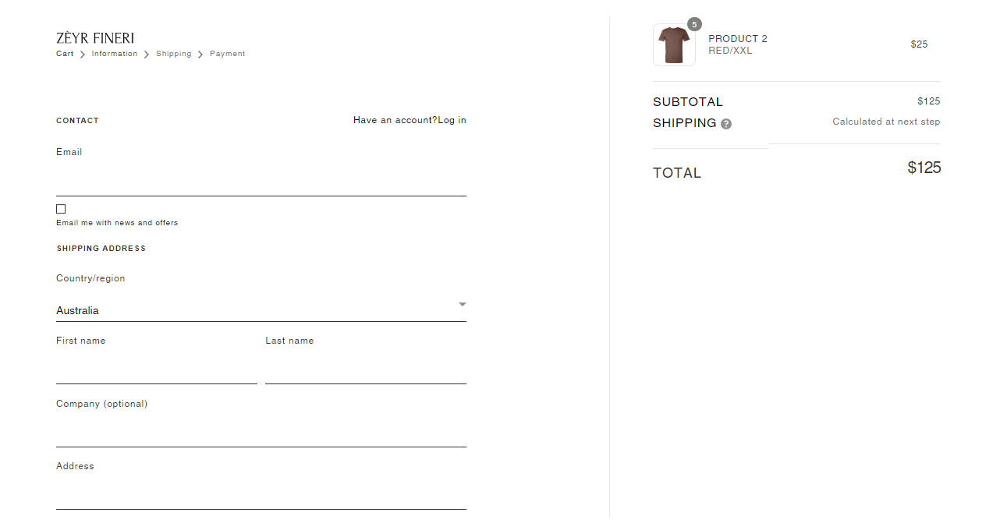 ZÈYR FINERI
Cart > Information > Shipping > Payment
CONTACT
Have an account?Log in
Email
Email me with news and offers
SHIPPING ADDRESS
Country/region
Australia
First name
Last name
Company (optional)
Address
5
PRODUCT 2
RED/XXL
$25
SUBTOTAL
$125
SHIPPING ?
Calculated at next step
TOTAL
$125